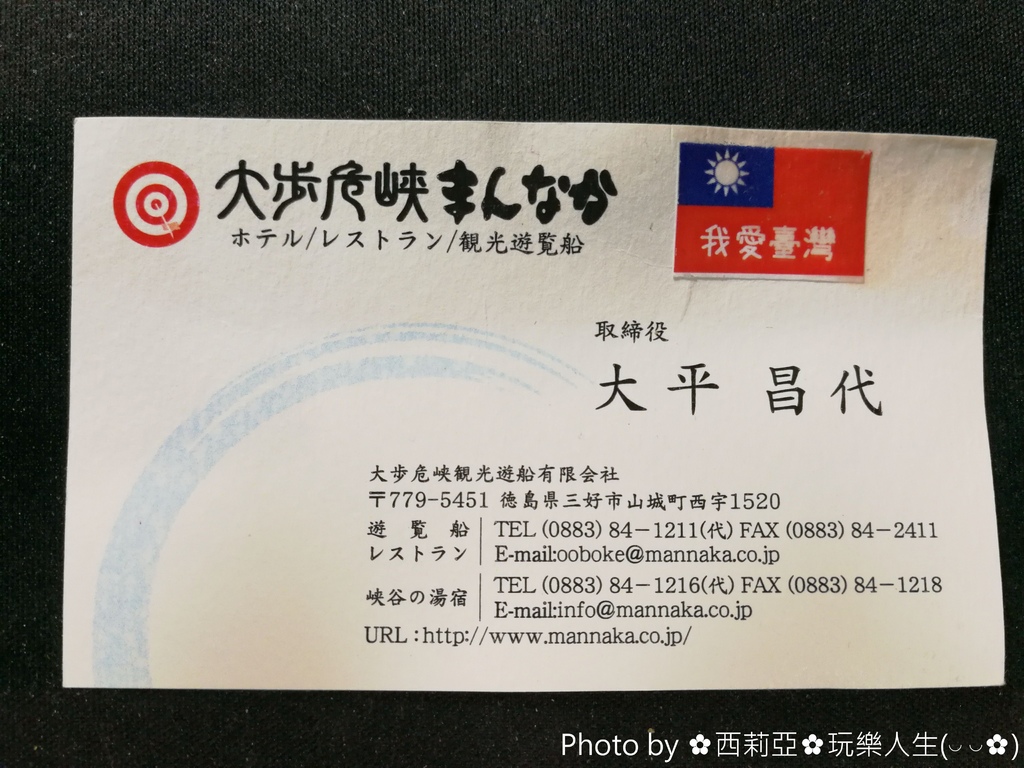 大歩危峡まんなか
ホテル/レストラン/観光遊覧船
我愛臺灣
取締役
大平 昌代
大歩危峡観光遊船有限会社
〒779-5451 徳島県三好市山城町西宇1520
遊覧船 TEL (0883) 84-1211(代) FAX (0883) 84-2411
レストラン E-mail:ooboke@mannaka.co.jp
峡谷の湯宿 TEL (0883) 84-1216(代) FAX (0883) 84-1218
E-mail:info@mannaka.co.jp
URL:http://www.mannaka.co.jp/
Photo by ✿西莉亞✿玩樂人生(◡ ◡✿)